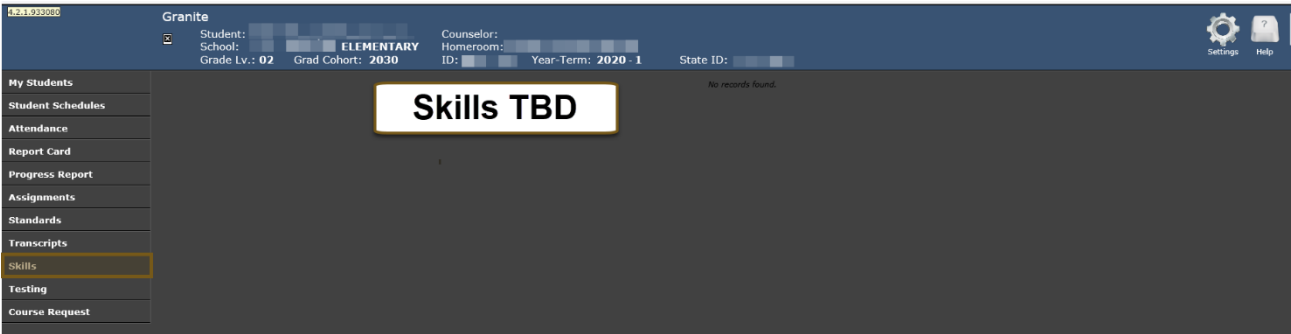 4.2.1.933080
Granite
Student:
School: ELEMENTARY
Grade Lv.: 02 Grad Cohort: 2030
Counselor:
Homeroom:
ID: Year-Term: 2020 - 1
State ID:
Settings
Help
My Students
Student Schedules
Attendance
Report Card
Progress Report
Assignments
Standards
Transcripts
Skills
Testing
Course Request
Skills TBD
No records found.